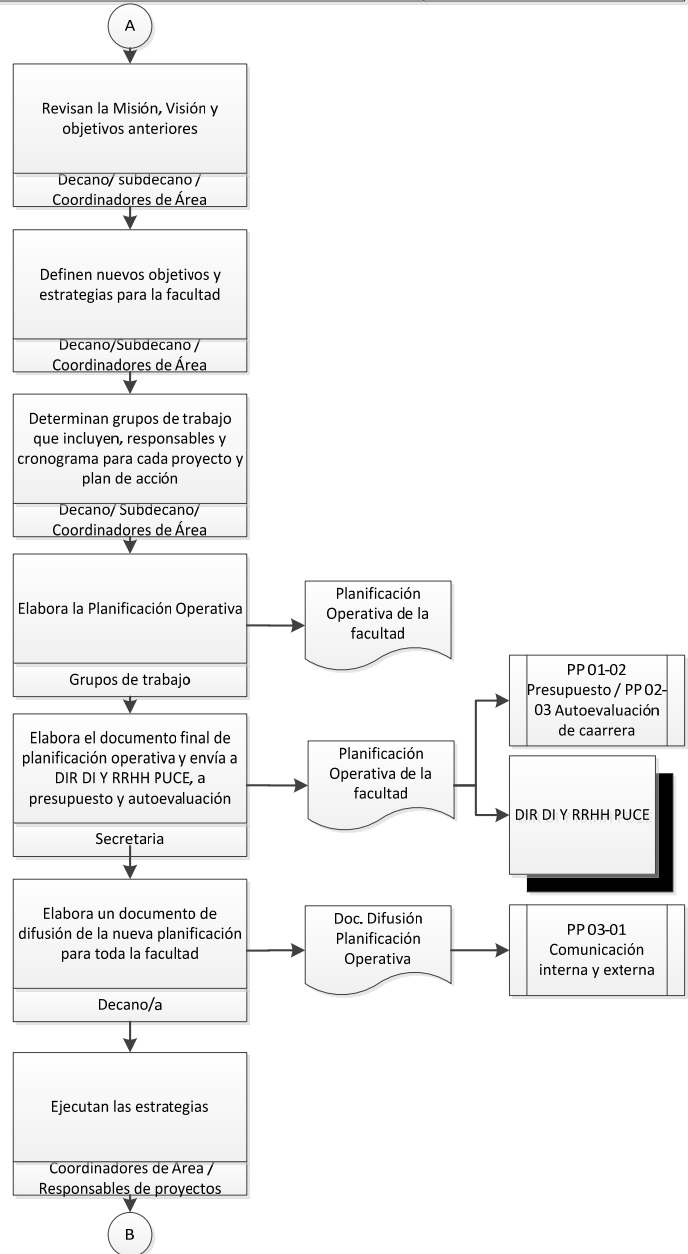 A
Revisan la Misión, Visión y
objetivos anteriores
Decano/ subdecano /
Coordinadores de Área
Definen nuevos objetivos y
estrategias para la facultad
Decano/Subdecano /
Coordinadores de Área
Determinan grupos de trabajo
que incluyen, responsables y
cronograma para cada proyecto y
plan de acción
Decano/ Subdecano/
Coordinadores de Área
Elabora la Planificación Operativa
Grupos de trabajo
Planificación
Operativa de la
facultad
Elabora el documento final de
planificación operativa y envía a
DIR DI Y RRHH PUCE, a
presupuesto y autoevaluación
Secretaria
Planificación
Operativa de la
facultad
PP 01-02
Presupuesto / PP 02-
03 Autoevaluación
de caarrera
DIR DI Y RRHH PUCE
Elabora un documento de
difusión de la nueva planificación
para toda la facultad
Decano/a
Doc. Difusión
Planificación
Operativa
PP 03-01
Comunicación
interna y externa
Ejecutan las estrategias
Coordinadores de Área /
Responsables de proyectos
B